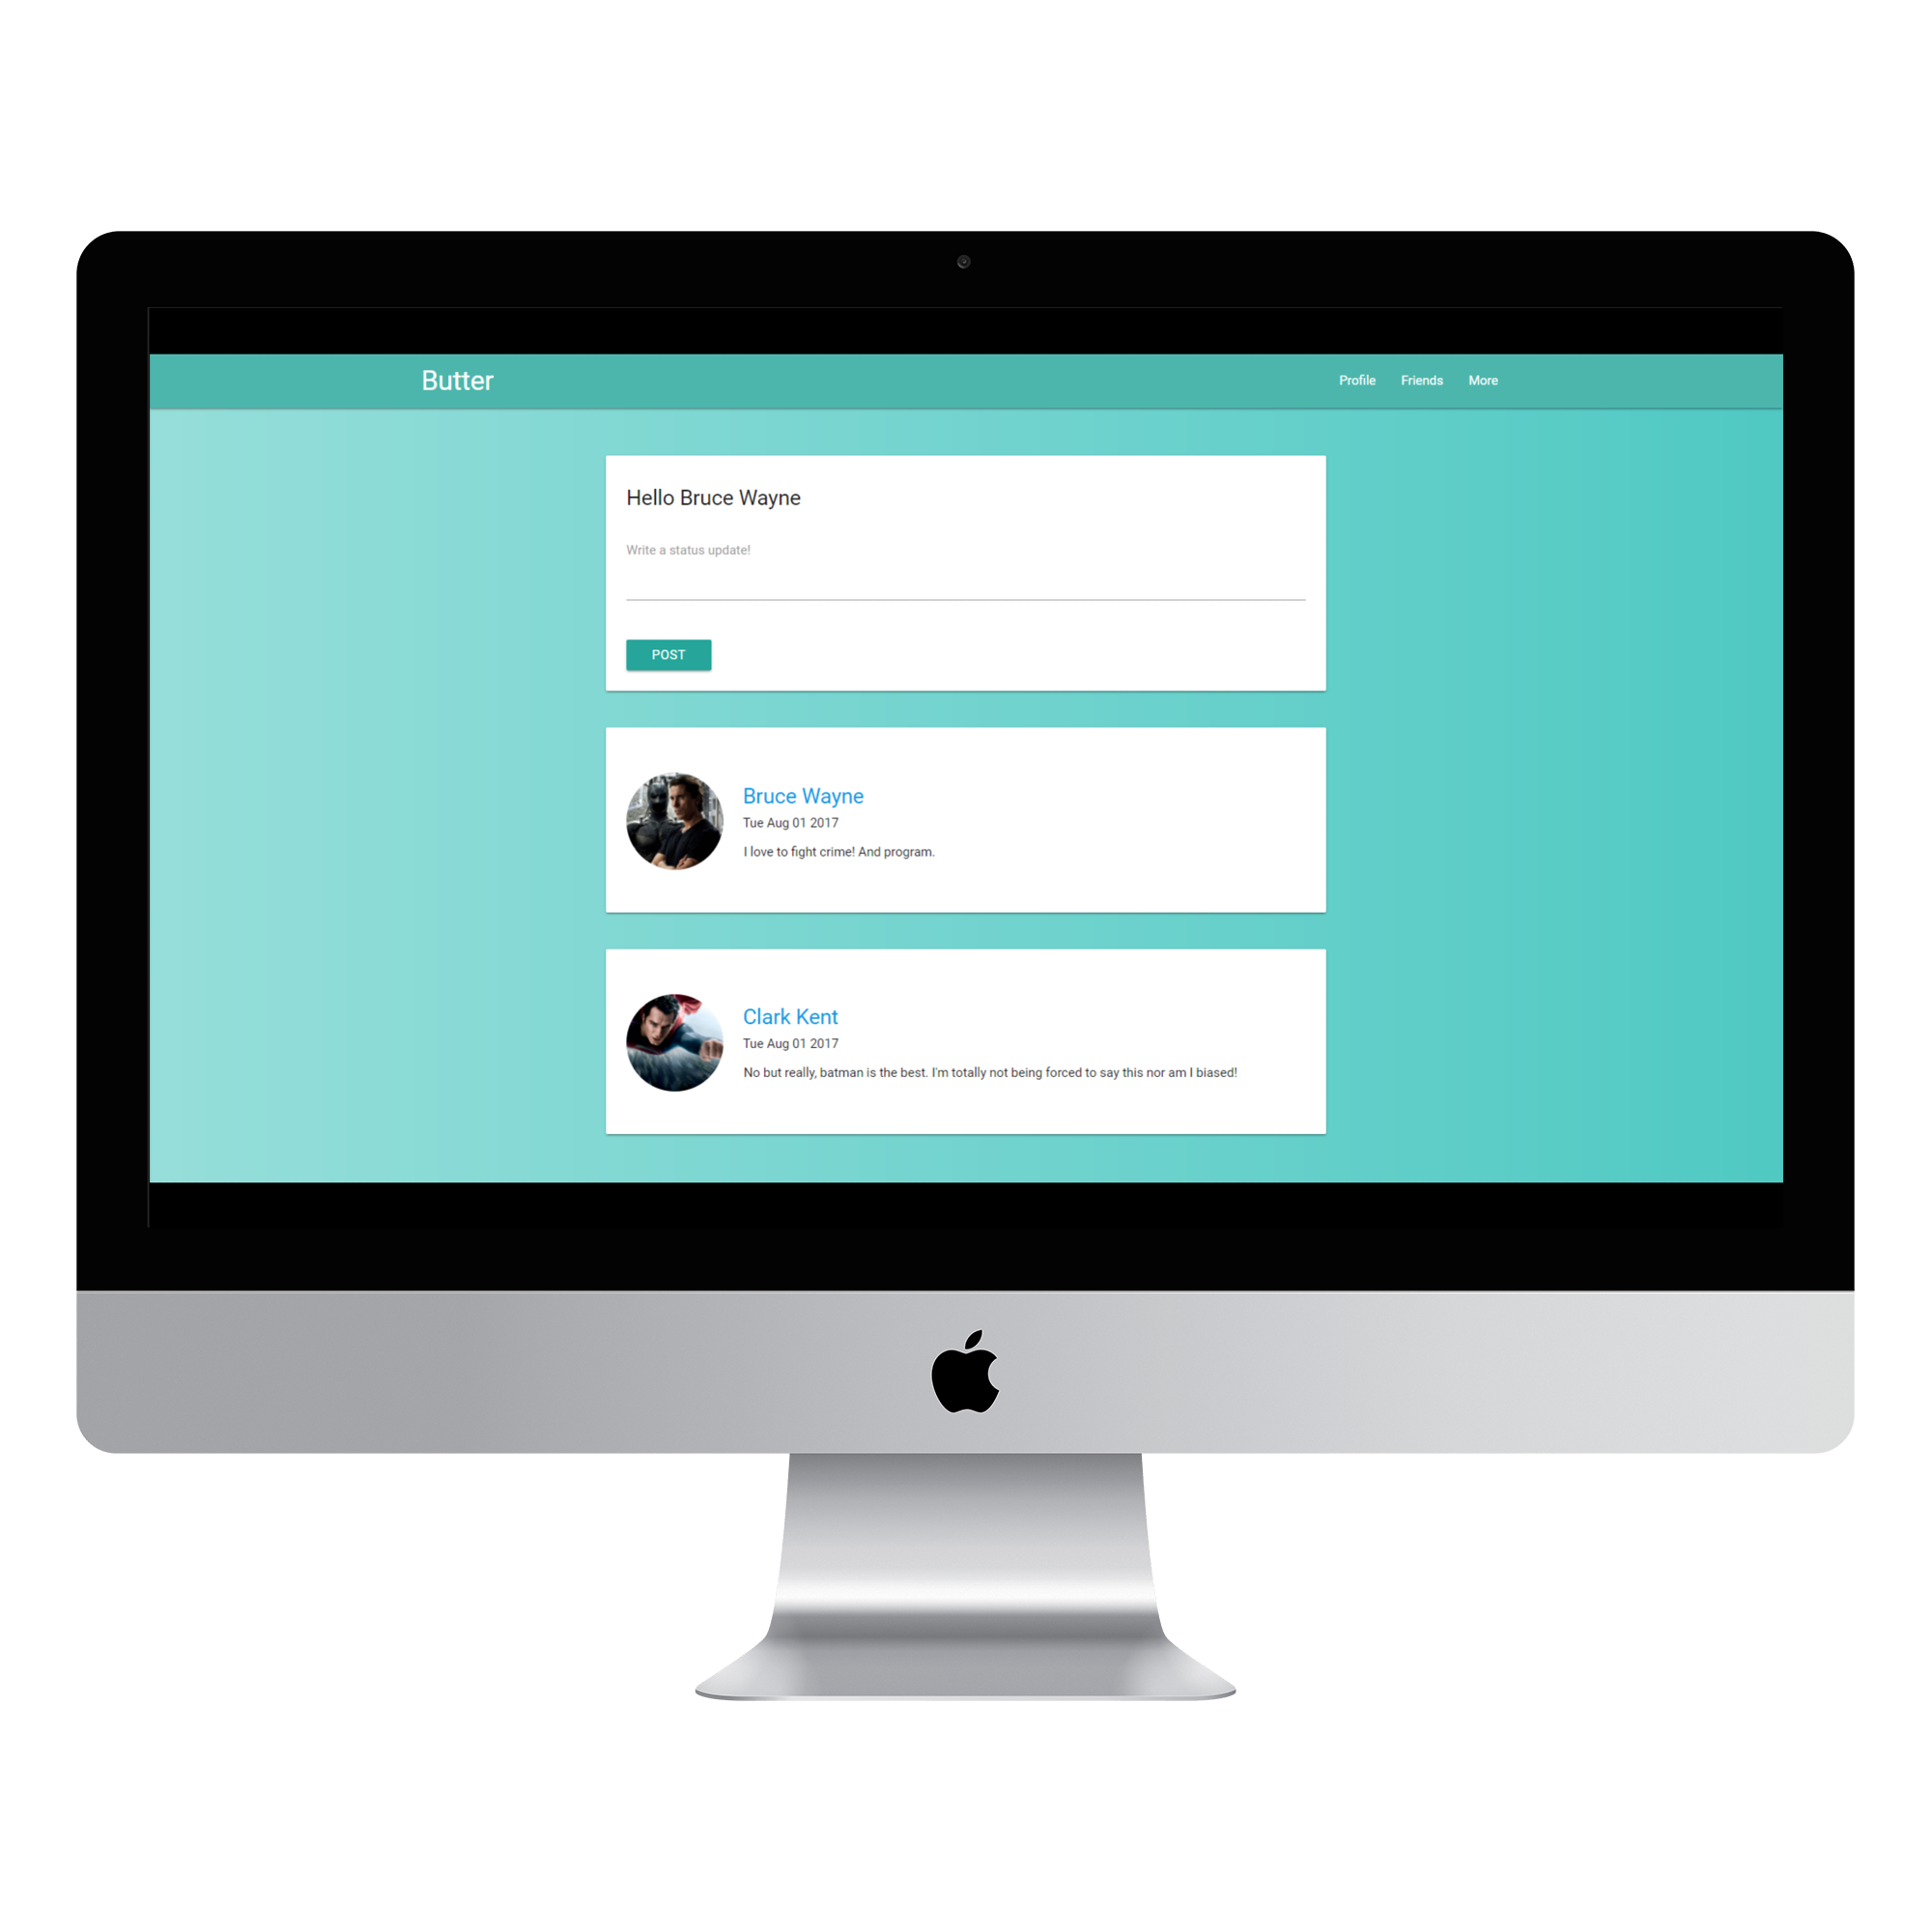 Butter
Profile Friends More
Hello Bruce Wayne
Write a status update!
POST
Bruce Wayne
Tue Aug 01 2017
I love to fight crime! And program.
Clark Kent
Tue Aug 01 2017
No but really, batman is the best. I'm totally not being forced to say this nor am I biased!